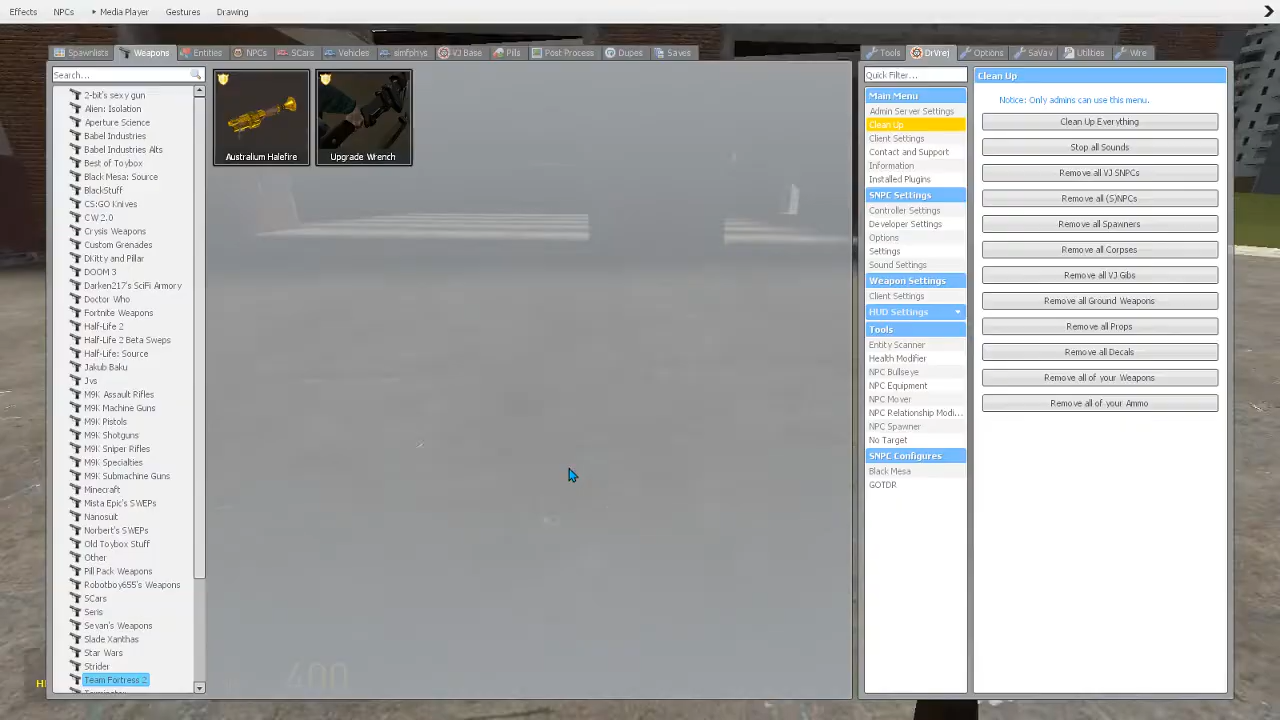 Effects NPCs Media Player Gestures Drawing
Spawnlists Weapons Entities NPCs SCars Vehicles simfphys VJ Base Pills Post Process Dupes Saves
Search...
2-bit's sexy gun
Alien: Isolation
Aperture Science
Babel Industries
Babel Industries Alts
Best of Toybox
Black Mesa: Source
BlackStuff
CS:GO Knives
CW 2.0
Crysis Weapons
Custom Grenades
DKitty and Pillar
DOOM 3
Darken217's SciFi Armory
Doctor Who
Fortnite Weapons
Half-Life 2
Half-Life 2 Beta Sweps
Half-Life: Source
Jakub Baku
Jvs
M9K Assault Rifles
M9K Machine Guns
M9K Pistols
M9K Shotguns
M9K Sniper Rifles
M9K Specialties
M9K Submachine Guns
Minecraft
Mista Epic's SWEPs
Nanosuit
Norbert's SWEPs
Old Toybox Stuff
Other
Pill Pack Weapons
Robotboy655's Weapons
SCars
Seris
Sevan's Weapons
Slade Xanthas
Star Wars
Strider
Team Fortress 2
Terminator
Australium Halefire
Upgrade Wrench
400
Tools DrVrej Options SaVav Utilities Wire
Quick Filter...
Main Menu
Admin Server Settings
Clean Up
Client Settings
Contact and Support
Information
Installed Plugins
SNPC Settings
Controller Settings
Developer Settings
Options
Settings
Sound Settings
Weapon Settings
Client Settings
HUD Settings
Tools
Entity Scanner
Health Modifier
NPC Bullseye
NPC Equipment
NPC Mover
NPC Relationship Modi...
NPC Spawner
No Target
SNPC Configures
Black Mesa
GOTDR
Clean Up
Notice: Only admins can use this menu.
Clean Up Everything
Stop all Sounds
Remove all VJ SNPCs
Remove all (S)NPCs
Remove all Spawners
Remove all Corpses
Remove all VJ Gibs
Remove all Ground Weapons
Remove all Props
Remove all Decals
Remove all of your Weapons
Remove all of your Ammo